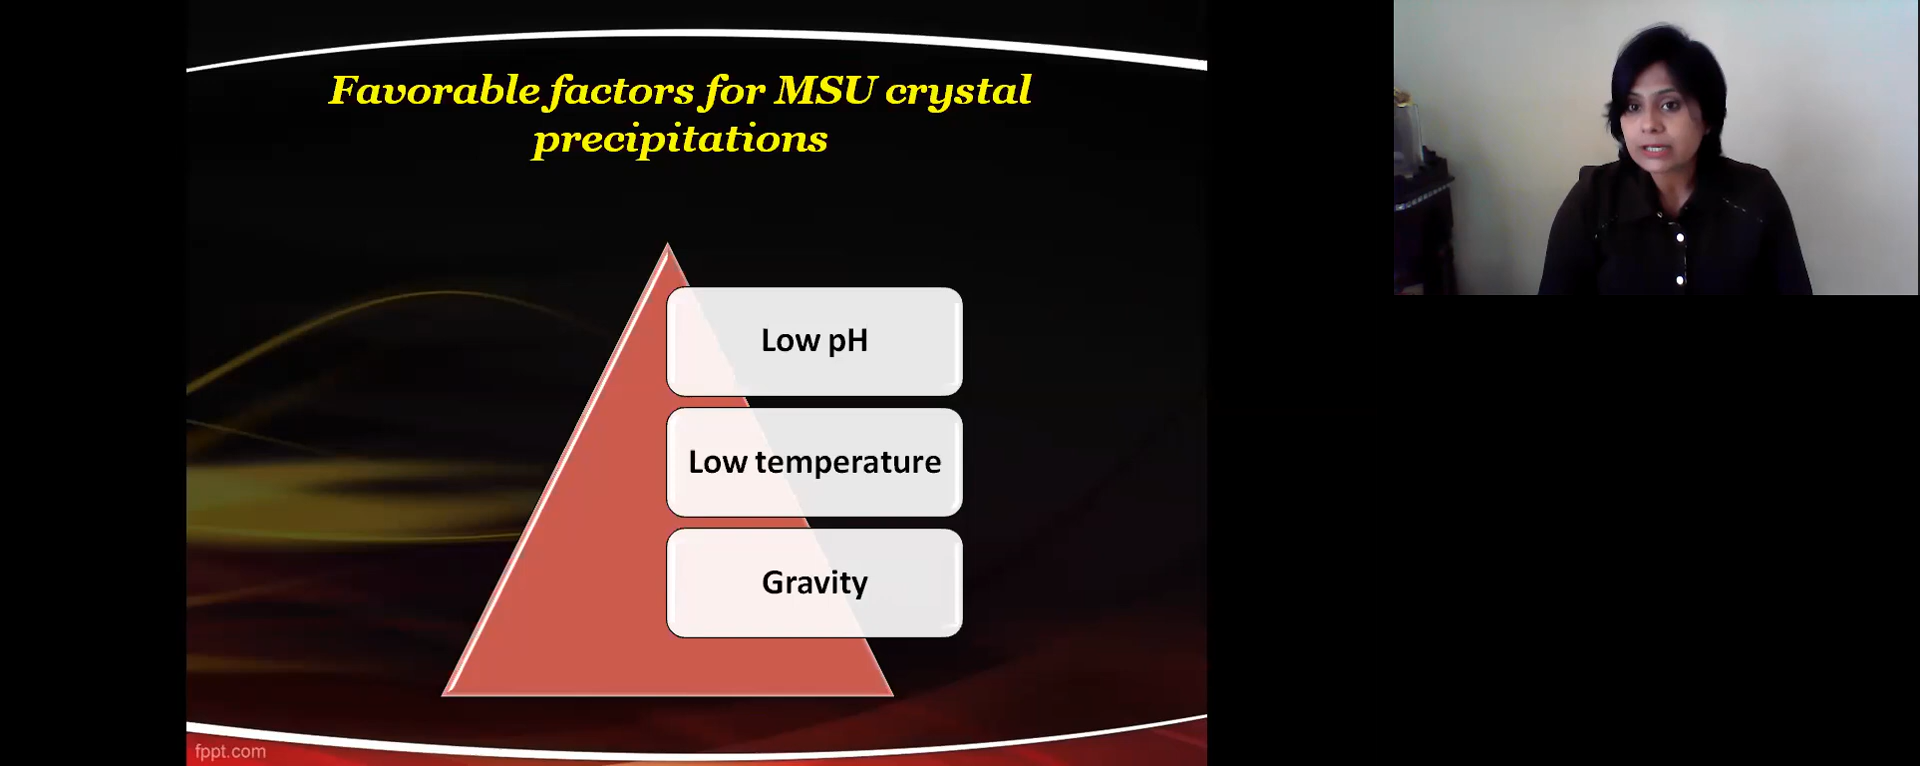 Favorable factors for MSU crystal
precipitations
Low pH
Low temperature
Gravity
fppt.com